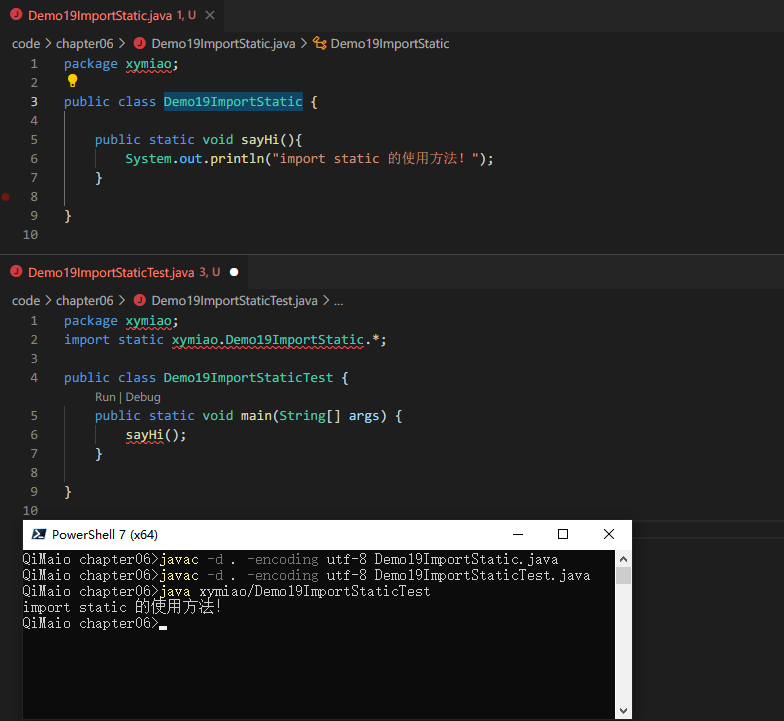 Demo19ImportStatic.java 1, U
code > chapter06 > Demo19ImportStatic.java > Demo19ImportStatic
1 package xymiao;
2
3 public class Demo19ImportStatic {
4
5 public static void sayHi(){
6 System.out.println("import static 的使用方法! ");
7 }
8
9 }
10
Demo19ImportStaticTest.java 3, U
code > chapter06 > Demo19ImportStaticTest.java > ...
1 package xymiao;
2 import static xymiao.Demo19ImportStatic.*;
3
4 public class Demo19ImportStaticTest {
Run | Debug
5 public static void main(String[] args) {
6 sayHi();
7 }
8
9 }
10
PowerShell 7 (x64)
QiMaio chapter06>javac -d . -encoding utf-8 Demo19ImportStatic.java
QiMaio chapter06>javac -d . -encoding utf-8 Demo19ImportStaticTest.java
QiMaio chapter06>java xymiao/Demo19ImportStaticTest
import static 的使用方法!
QiMaio chapter06>